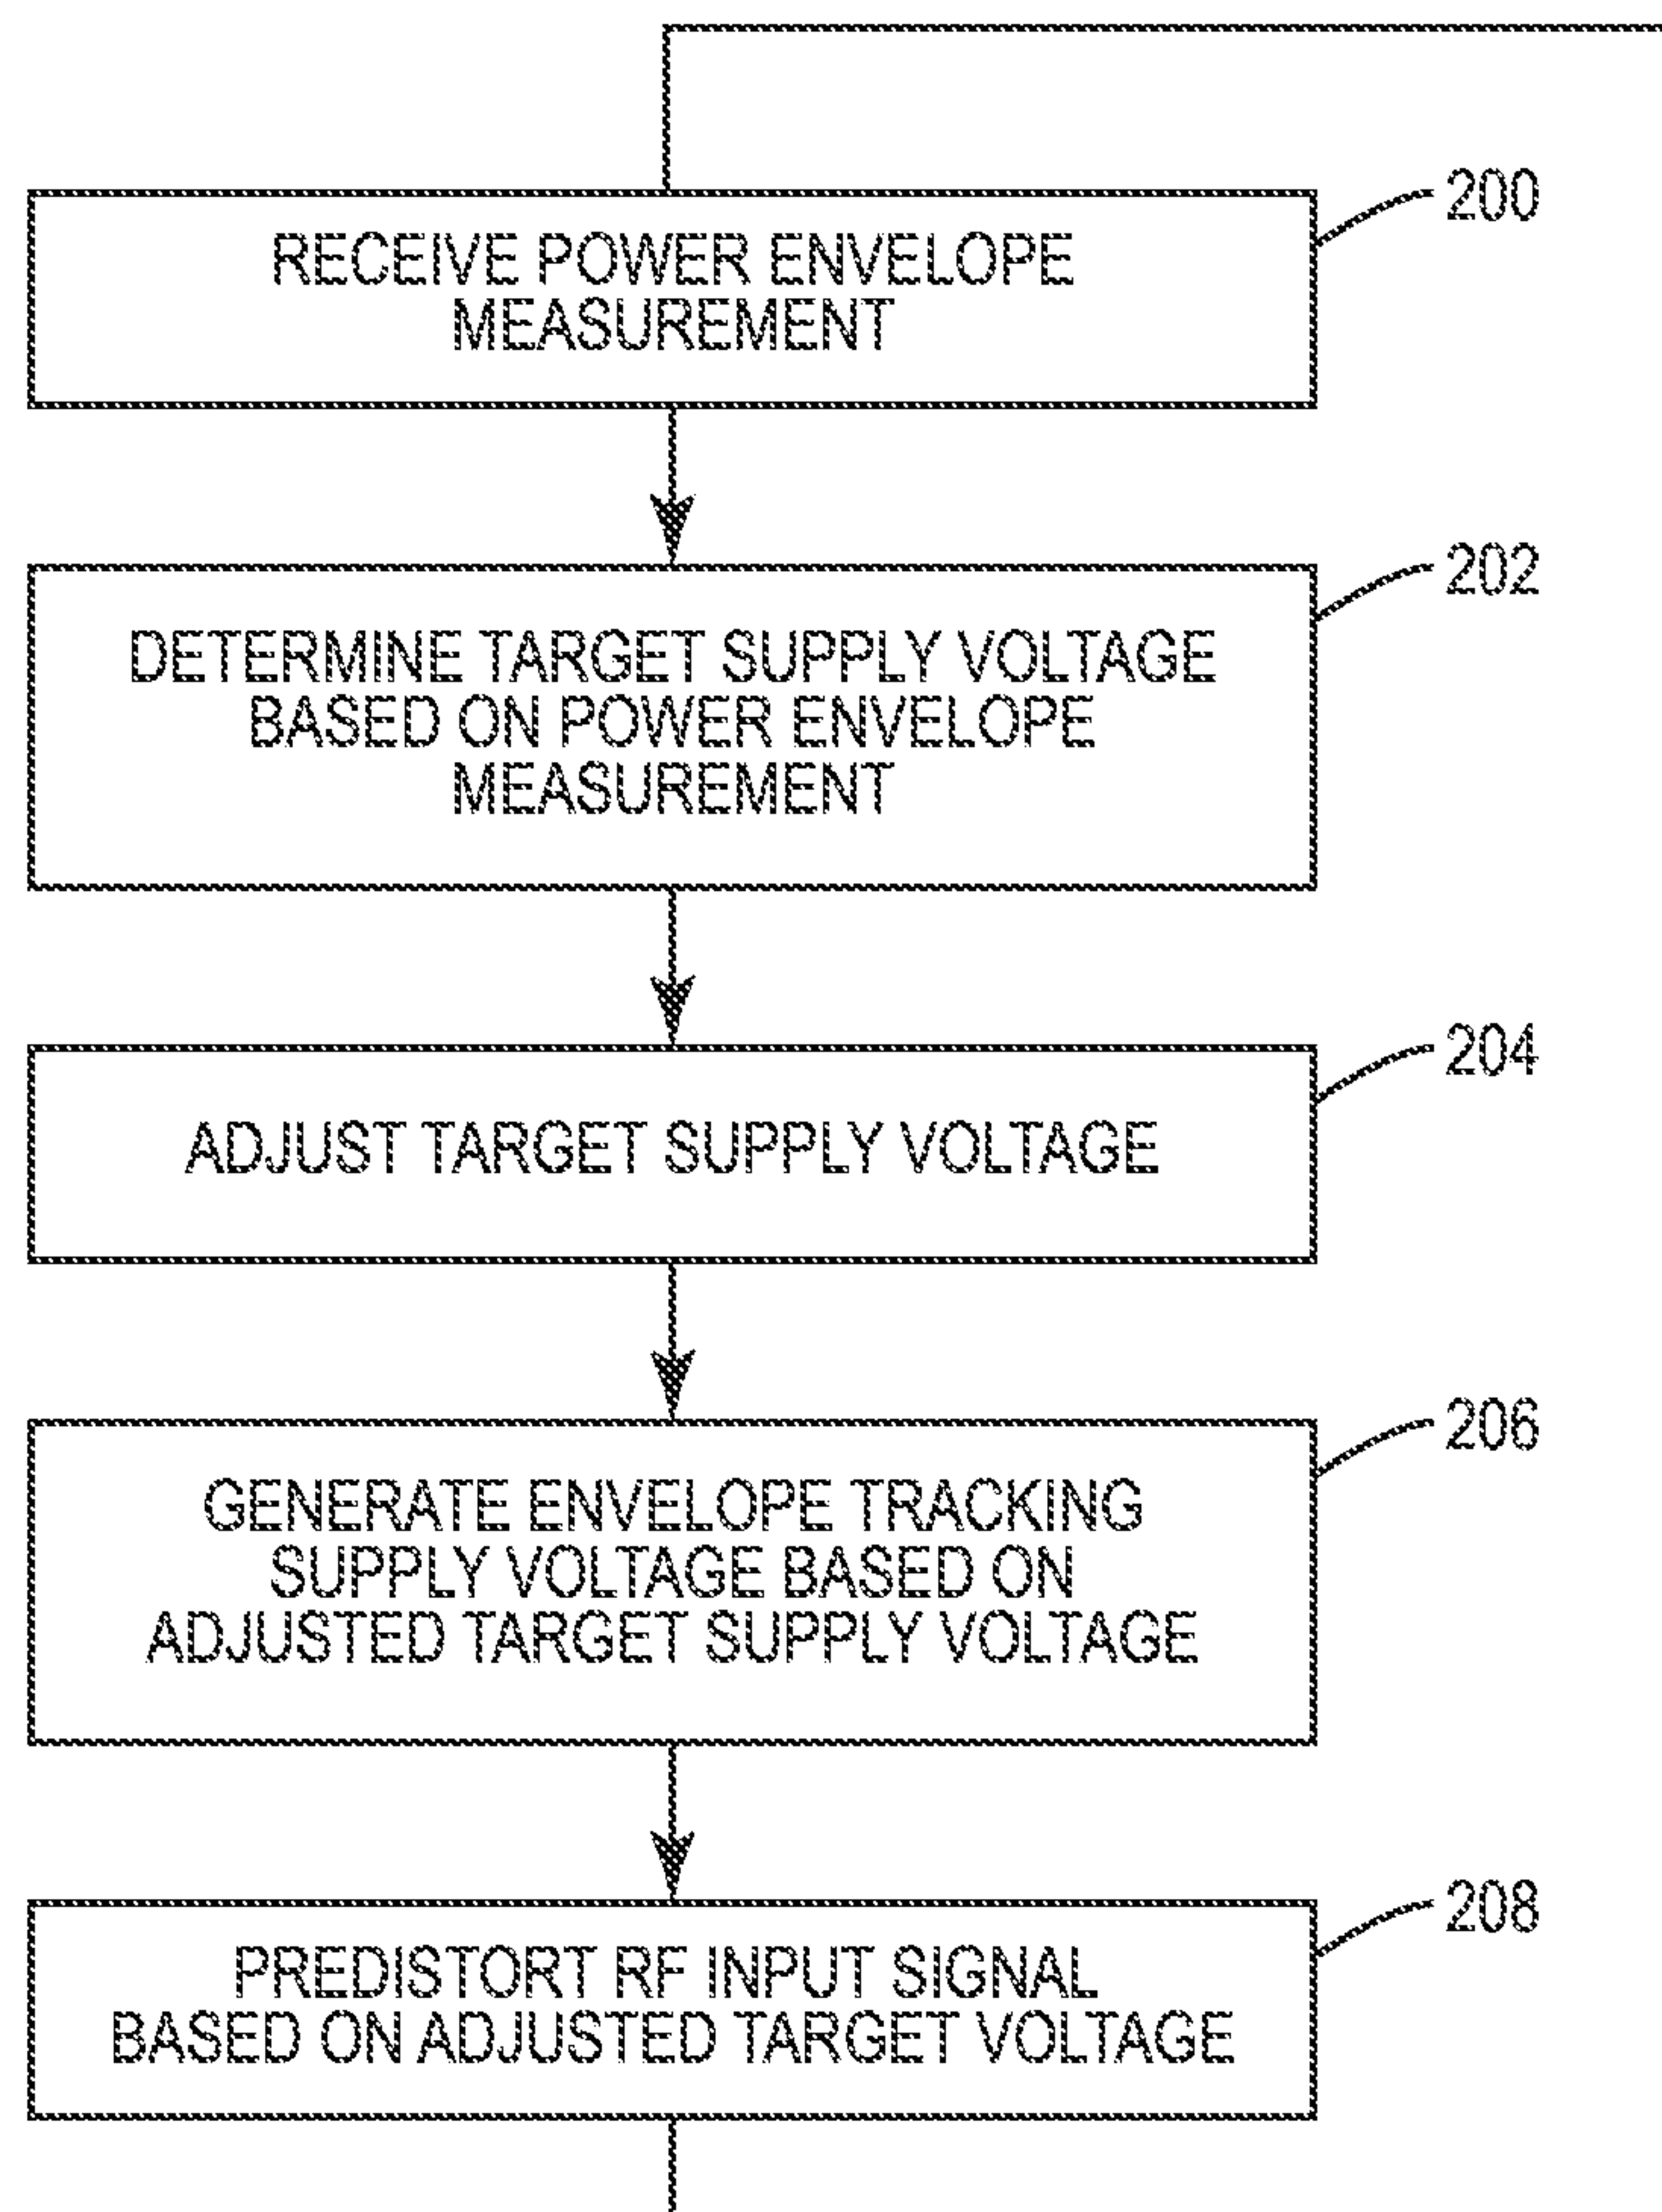 200
RECEIVE POWER ENVELOPE
MEASUREMENT
202
DETERMINE TARGET SUPPLY VOLTAGE
BASED ON POWER ENVELOPE
MEASUREMENT
204
ADJUST TARGET SUPPLY VOLTAGE
206
GENERATE ENVELOPE TRACKING
SUPPLY VOLTAGE BASED ON
ADJUSTED TARGET SUPPLY VOLTAGE
208
PREDISTORT RF INPUT SIGNAL
BASED ON ADJUSTED TARGET VOLTAGE